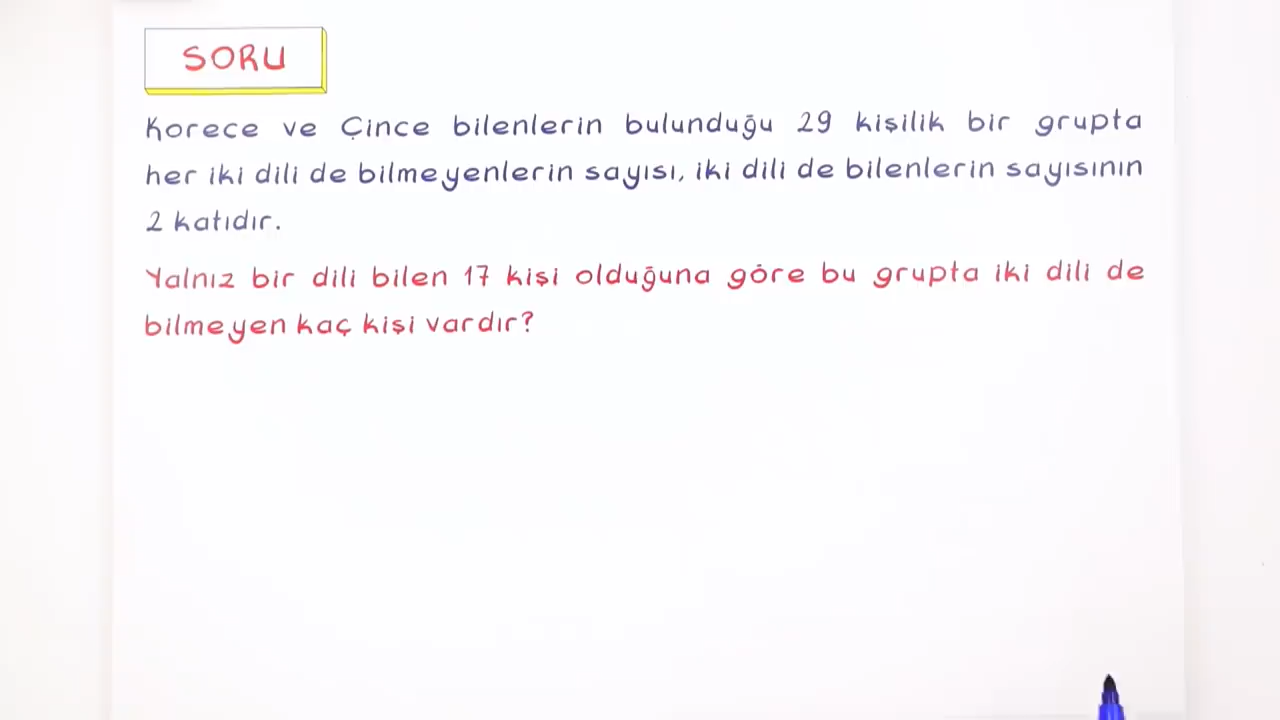 SORU
Korece ve Çince bilenlerin bulunduğu 29 kişilik bir grupta
her iki dili de bilmeyenlerin sayısı, iki dili de bilenlerin sayısının
2 katıdır.
Yalnız bir dili bilen 17 kişi olduğuna göre bu grupta iki dili de
bilmeyen kaç kişi vardır?